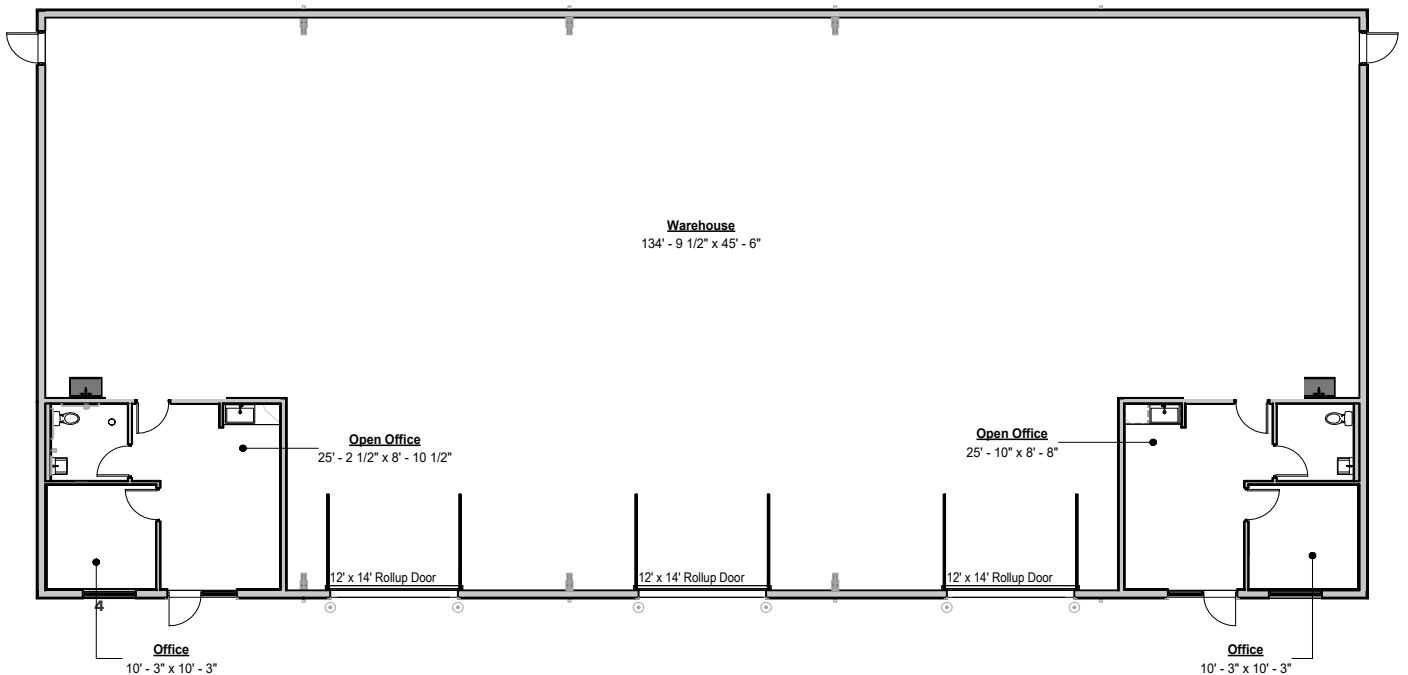 Warehouse
134' - 9 1/2" x 45' - 6"
Open Office
25' - 2 1/2" x 8' - 10 1/2"
Open Office
25' - 10" x 8' - 8"
12' x 14' Rollup Door
12' x 14' Rollup Door
12' x 14' Rollup Door
4
Office
10' - 3" x 10' - 3"
Office
10' - 3" x 10' - 3"